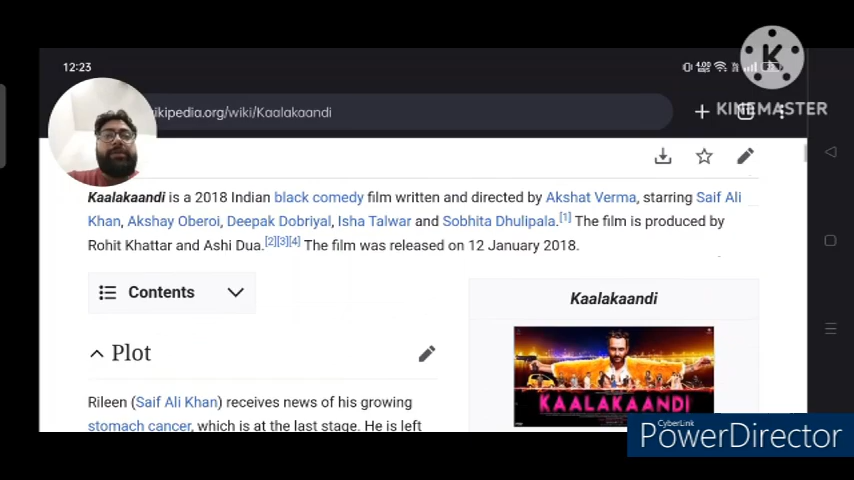 12:23
4.00
K
KINEMASTER
ikipedia.org/wiki/Kaalakaandi
Kaalakaandi is a 2018 Indian black comedy film written and directed by Akshat Verma, starring Saif Ali
Khan, Akshay Oberoi, Deepak Dobriyal, Isha Talwar and Sobhita Dhulipala.[1] The film is produced by
Rohit Khattar and Ashi Dua.[2][3][4] The film was released on 12 January 2018.
Contents
Kaalakaandi
Plot
KAALAKAANDI
Rileen (Saif Ali Khan) receives news of his growing
stomach cancer, which is at the last stage. He is left
CyberLink
PowerDirector